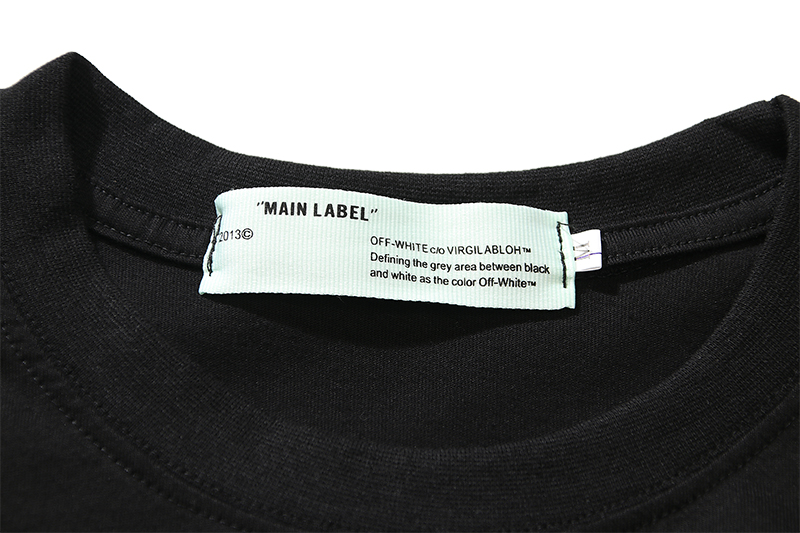 "MAIN LABEL"
2013©
OFF-WHITE c/o VIRGIL ABLOH™
Defining the grey area between black
and white as the color Off-White™
M